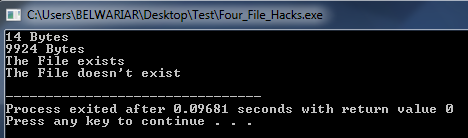 C:\Users\BELWARIAR\Desktop\Test\Four_File_Hacks.exe
14 Bytes
9924 Bytes
The File exists
The File doesn't exist
--------------------------------
Process exited after 0.09681 seconds with return value 0
Press any key to continue . . .